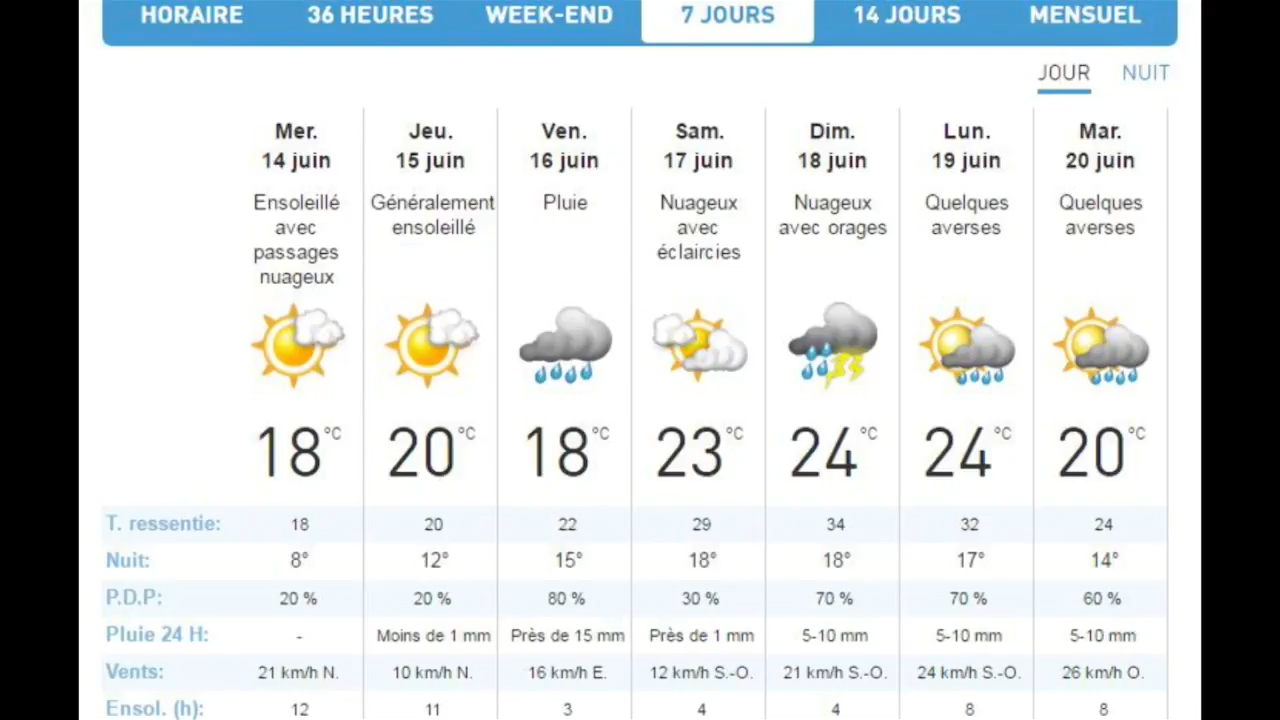 HORAIRE 36 HEURES WEEK-END 7 JOURS 14 JOURS MENSUEL
JOUR NUIT
Mer. Jeu. Ven. Sam. Dim. Lun. Mar.
14 juin 15 juin 16 juin 17 juin 18 juin 19 juin 20 juin
Ensoleillé Généralement Pluie Nuageux Nuageux Quelques Quelques
avec ensoleillé avec avec orages averses averses
passages éclaircies
nuageux
18°C 20°C 18°C 23°C 24°C 24°C 20°C
T. ressentie: 18 20 22 29 34 32 24
Nuit: 8° 12° 15° 18° 18° 17° 14°
P.D.P: 20 % 20 % 80 % 30 % 70 % 70 % 60 %
Pluie 24 H: - Moins de 1 mm Près de 15 mm Près de 1 mm 5-10 mm 5-10 mm 5-10 mm
Vents: 21 km/h N. 10 km/h N. 16 km/h E. 12 km/h S.-O. 21 km/h S.-O. 24 km/h S.-O. 26 km/h O.
Ensol. (h): 12 11 3 4 4 8 8